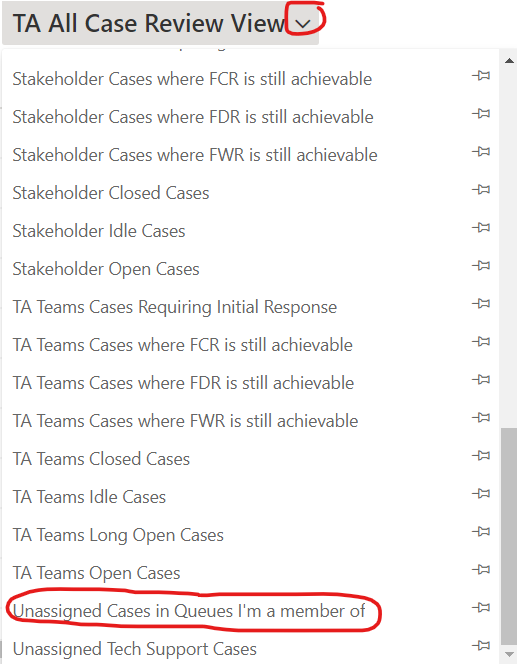 TA All Case Review View
Stakeholder Cases where FCR is still achievable
Stakeholder Cases where FDR is still achievable
Stakeholder Cases where FWR is still achievable
Stakeholder Closed Cases
Stakeholder Idle Cases
Stakeholder Open Cases
TA Teams Cases Requiring Initial Response
TA Teams Cases where FCR is still achievable
TA Teams Cases where FDR is still achievable
TA Teams Cases where FWR is still achievable
TA Teams Closed Cases
TA Teams Idle Cases
TA Teams Long Open Cases
TA Teams Open Cases
Unassigned Cases in Queues I'm a member of
Unassigned Tech Support Cases